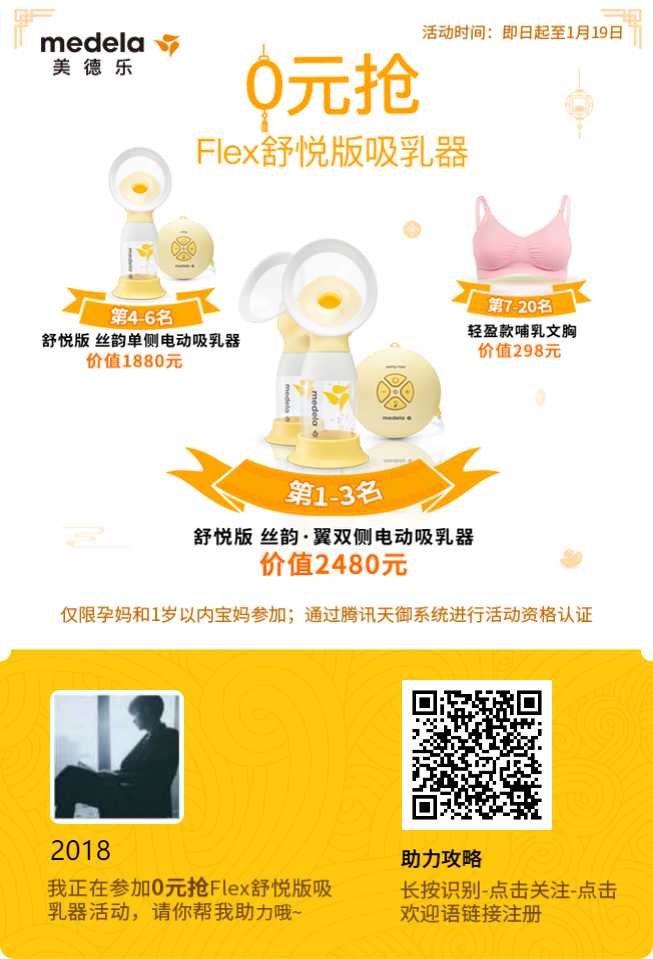 medela
美德乐
活动时间：即日起至1月19日
0元抢
Flex舒悦版吸乳器
第4-6名
舒悦版 丝韵单侧电动吸乳器
价值1880元
第7-20名
轻盈款哺乳文胸
价值298元
medela
medela
medela
medela
medela
第1-3名
舒悦版 丝韵·翼双侧电动吸乳器
价值2480元
仅限孕妈和1岁以内宝妈参加；通过腾讯天御系统进行活动资格认证
2018
我正在参加0元抢Flex舒悦版吸
乳器活动，请你帮我助力哦~
助力攻略
长按识别-点击关注-点击
欢迎语链接注册